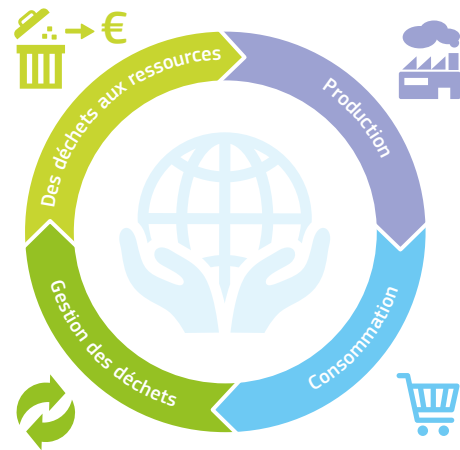 €
Des déchets aux ressources
Production
Consommation
Gestion des déchets